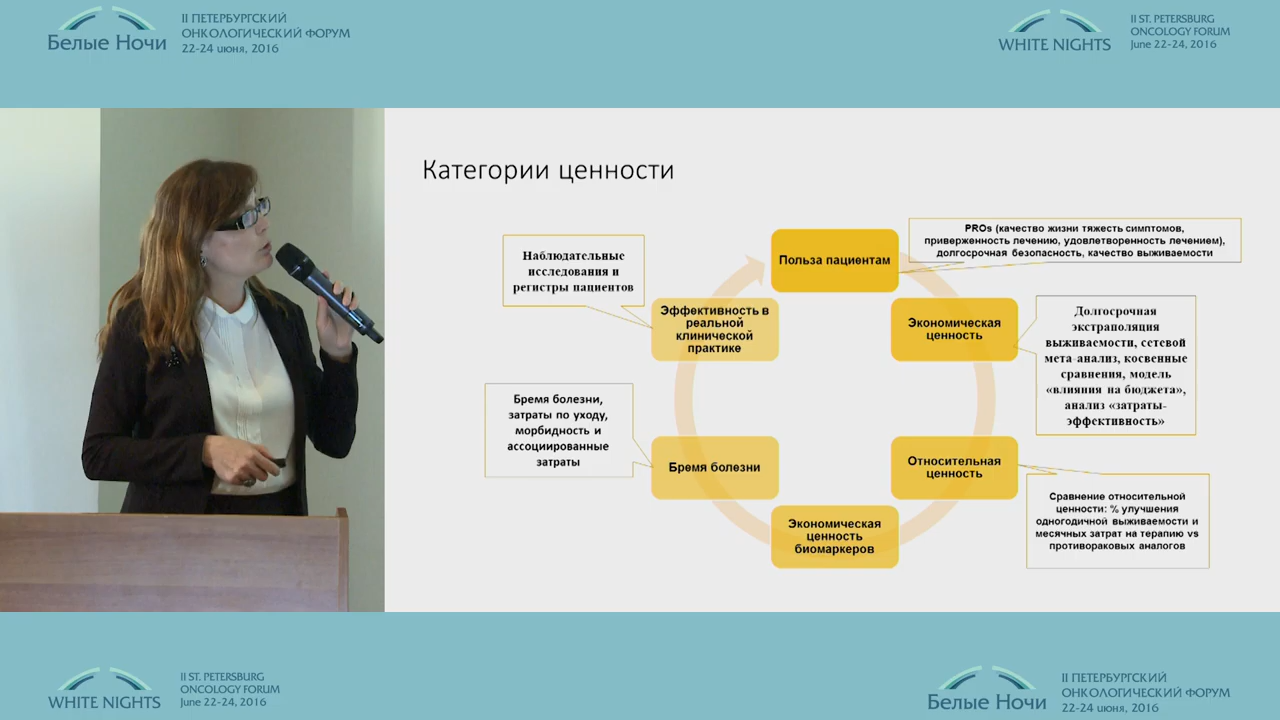 Белые Ночи
II ПЕТЕРБУРГСКИЙ
ОНКОЛОГИЧЕСКИЙ ФОРУМ
22-24 июня, 2016
WHITE NIGHTS
II ST. PETERSBURG
ONCOLOGY FORUM
June 22-24, 2016
Категории ценности
Польза пациентам
PROs (качество жизни тяжесть симптомов,
приверженность лечению, удовлетворенность лечением),
долгосрочная безопасность, качество выживаемости
Экономическая
ценность
Долгосрочная
экстраполяция
выживаемости, сетевой
мета-анализ, косвенные
сравнения, модель
«влияния на бюджета»,
анализ «затраты-
эффективность»
Относительная
ценность
Сравнение относительной
ценности: % улучшения
одногодичной выживаемости и
месячных затрат на терапию vs
противораковых аналогов
Экономическая
ценность
биомаркеров
Бремя болезни
Бремя болезни,
затраты по уходу,
морбидность и
ассоциированные
затраты
Эффективность в
реальной
клинической
практике
Наблюдательные
исследования и
регистры пациентов
WHITE NIGHTS
II ST. PETERSBURG
ONCOLOGY FORUM
June 22-24, 2016
Белые Ночи
II ПЕТЕРБУРГСКИЙ
ОНКОЛОГИЧЕСКИЙ ФОРУМ
22-24 июня, 2016